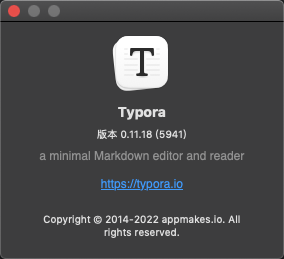 T
Typora
版本 0.11.18 (5941)
a minimal Markdown editor and reader
https://typora.io
Copyright © 2014-2022 appmakes.io. All
rights reserved.